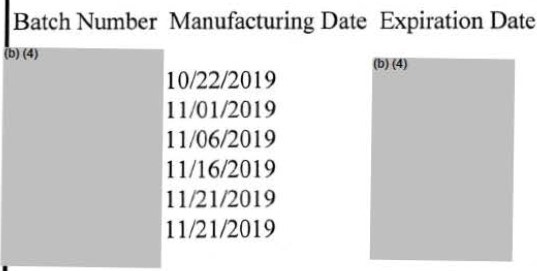 Batch Number Manufacturing Date Expiration Date
(b) (4)
(b) (4)
10/22/2019
11/01/2019
11/06/2019
11/16/2019
11/21/2019
11/21/2019